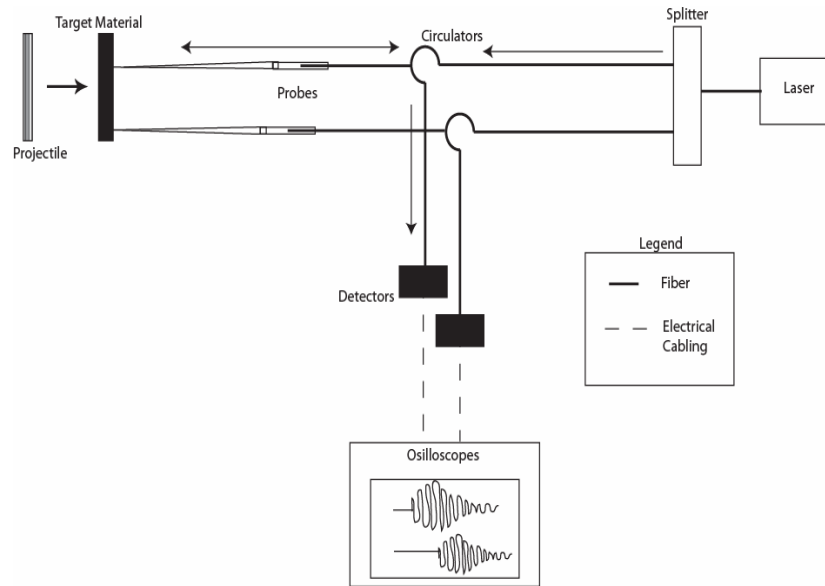 Target Material
Circulators
Splitter
Laser
Probes
Projectile
Detectors
Legend
Fiber
Electrical
Cabling
Osilloscopes